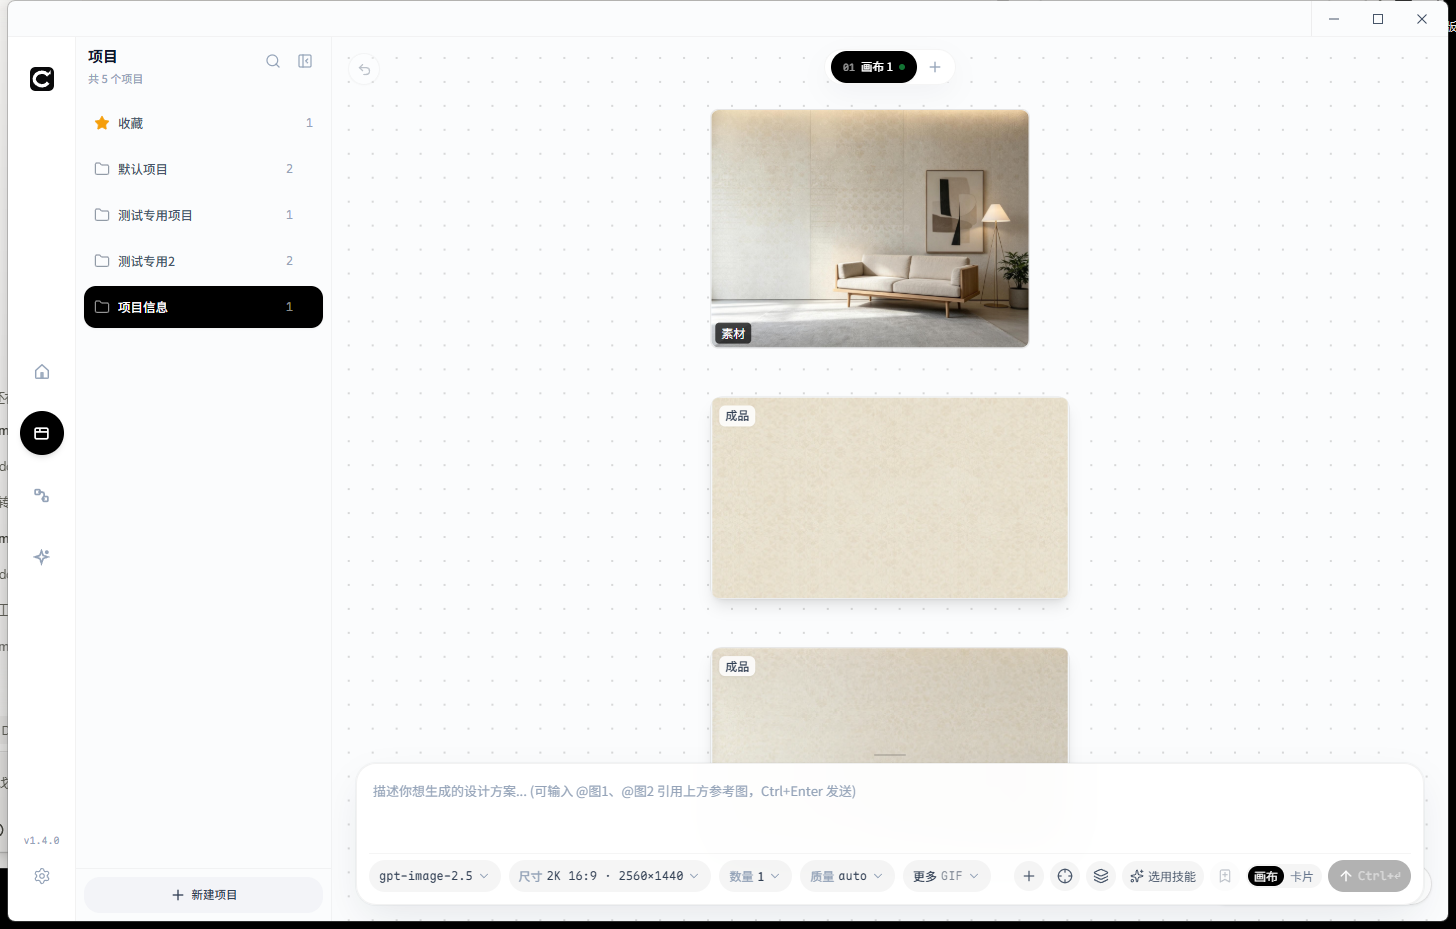 项目
共 5 个项目
收藏 1
默认项目 2
测试专用项目 1
测试专用2 2
项目信息 1
v1.4.0
新建项目
01 画布 1
素材
成品
成品
描述你想生成的设计方案... (可输入 @图1、@图2 引用上方参考图，Ctrl+Enter 发送)
gpt-image-2.5
尺寸 2K 16:9 · 2560×1440
数量 1
质量 auto
更多 GIF
选用技能
画布
卡片
Ctrl+↵